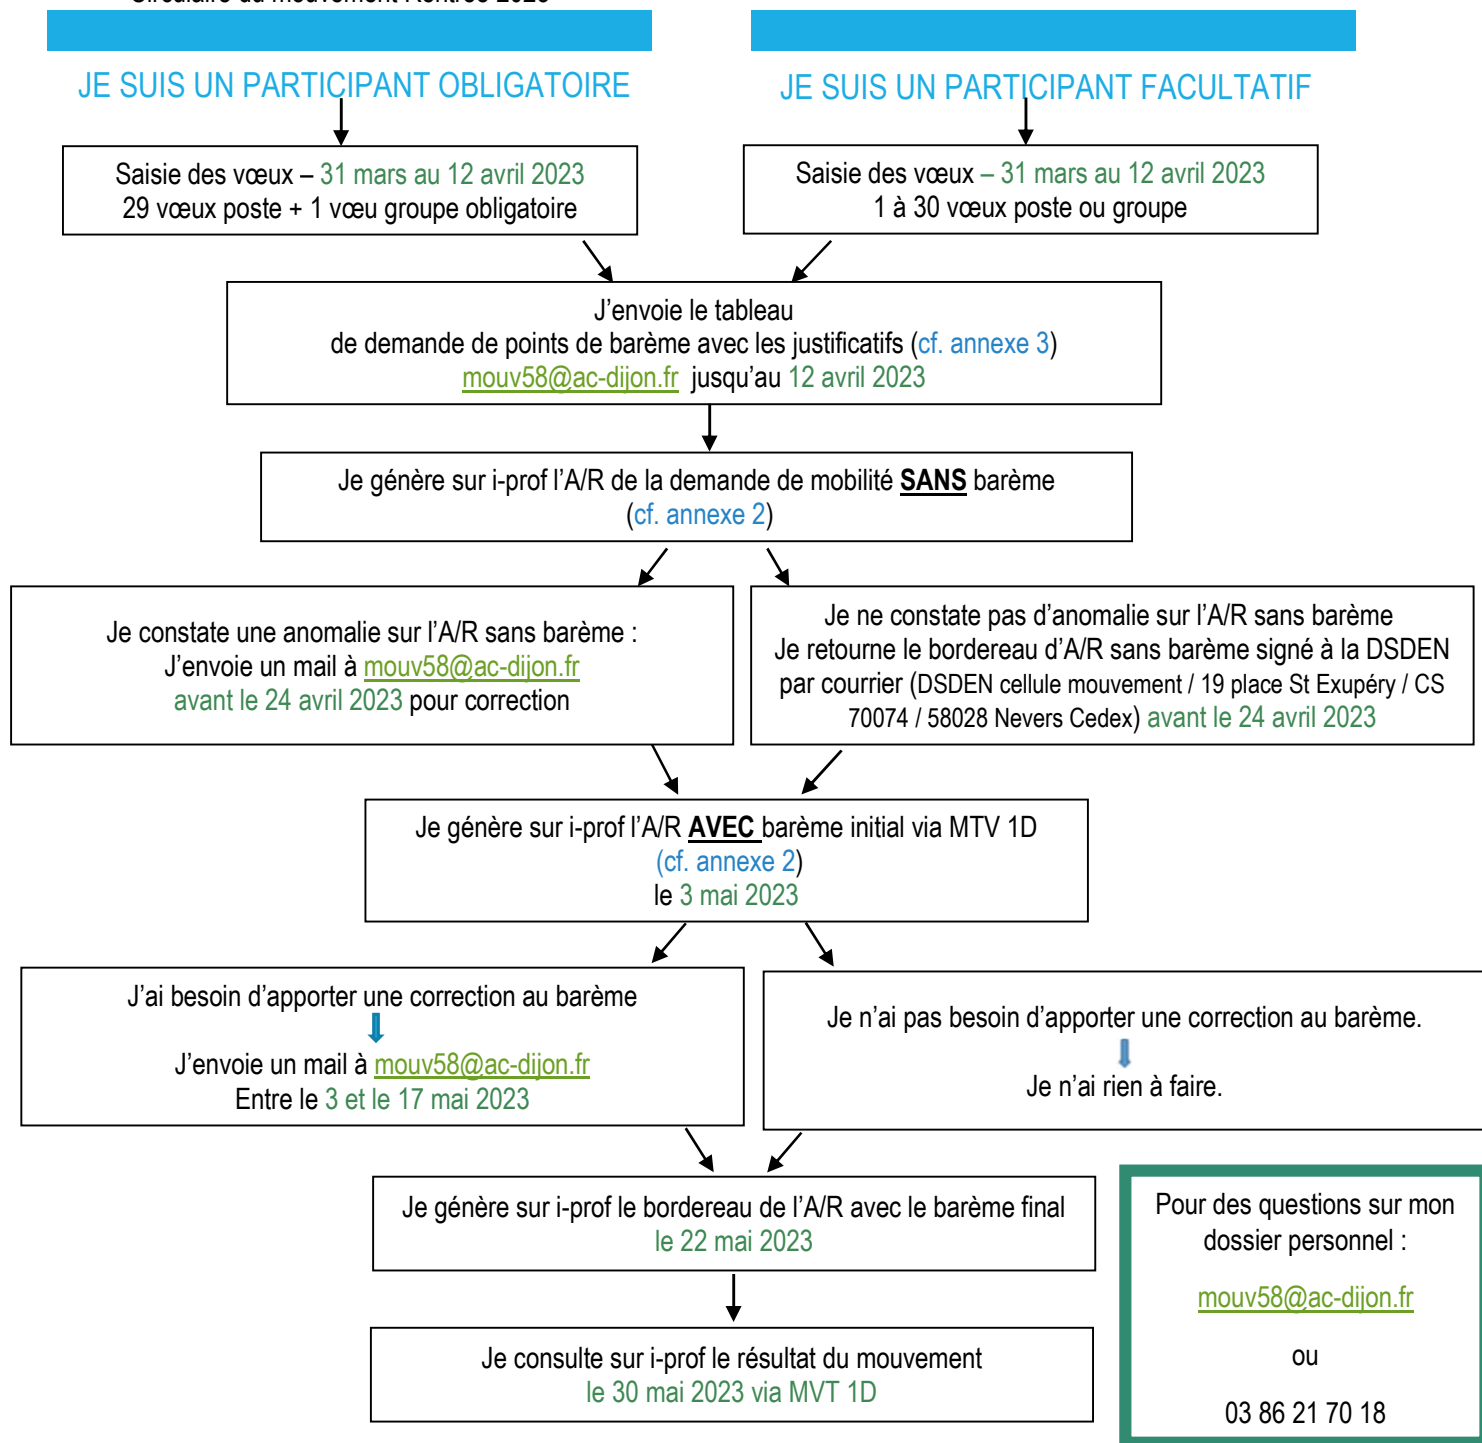 Circulaire du mouvement Rentrée 2023
JE SUIS UN PARTICIPANT OBLIGATOIRE
JE SUIS UN PARTICIPANT FACULTATIF
Saisie des vœux – 31 mars au 12 avril 2023
29 vœux poste + 1 vœu groupe obligatoire
Saisie des vœux – 31 mars au 12 avril 2023
1 à 30 vœux poste ou groupe
J’envoie le tableau
de demande de points de barème avec les justificatifs (cf. annexe 3)
mouv58@ac-dijon.fr jusqu’au 12 avril 2023
Je génère sur i-prof l’A/R de la demande de mobilité SANS barème
(cf. annexe 2)
Je constate une anomalie sur l’A/R sans barème :
J’envoie un mail à mouv58@ac-dijon.fr
avant le 24 avril 2023 pour correction
Je ne constate pas d’anomalie sur l’A/R sans barème
Je retourne le bordereau d’A/R sans barème signé à la DSDEN
par courrier (DSDEN cellule mouvement / 19 place St Exupéry / CS
70074 / 58028 Nevers Cedex) avant le 24 avril 2023
Je génère sur i-prof l’A/R AVEC barème initial via MTV 1D
(cf. annexe 2)
le 3 mai 2023
J’ai besoin d’apporter une correction au barème
J’envoie un mail à mouv58@ac-dijon.fr
Entre le 3 et le 17 mai 2023
Je n’ai pas besoin d’apporter une correction au barème.
Je n’ai rien à faire.
Je génère sur i-prof le bordereau de l’A/R avec le barème final
le 22 mai 2023
Je consulte sur i-prof le résultat du mouvement
le 30 mai 2023 via MVT 1D
Pour des questions sur mon
dossier personnel :
mouv58@ac-dijon.fr
ou
03 86 21 70 18